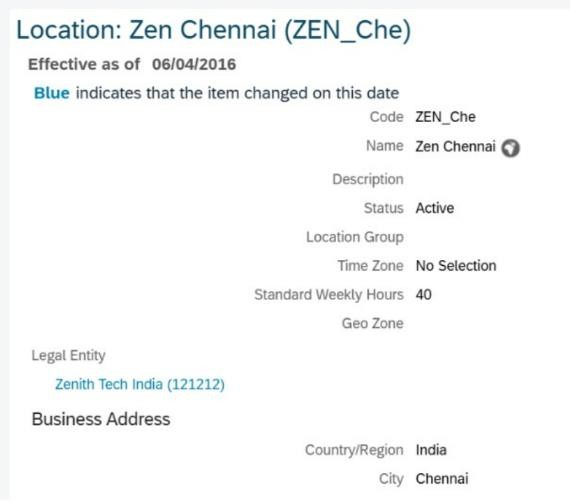 Location: Zen Chennai (ZEN_Che)
Effective as of 06/04/2016
Blue indicates that the item changed on this date
Code ZEN_Che
Name Zen Chennai
Description
Status Active
Location Group
Time Zone No Selection
Standard Weekly Hours 40
Geo Zone
Legal Entity
Zenith Tech India (121212)
Business Address
Country/Region India
City Chennai